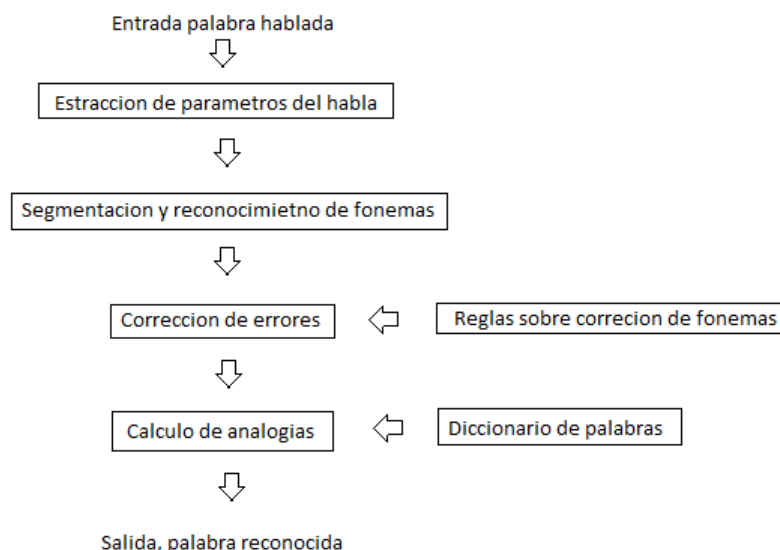 Entrada palabra hablada
Estraccion de parametros del habla
Segmentacion y reconocimietno de fonemas
Correccion de errores
Reglas sobre correcion de fonemas
Calculo de analogias
Diccionario de palabras
Salida, palabra reconocida